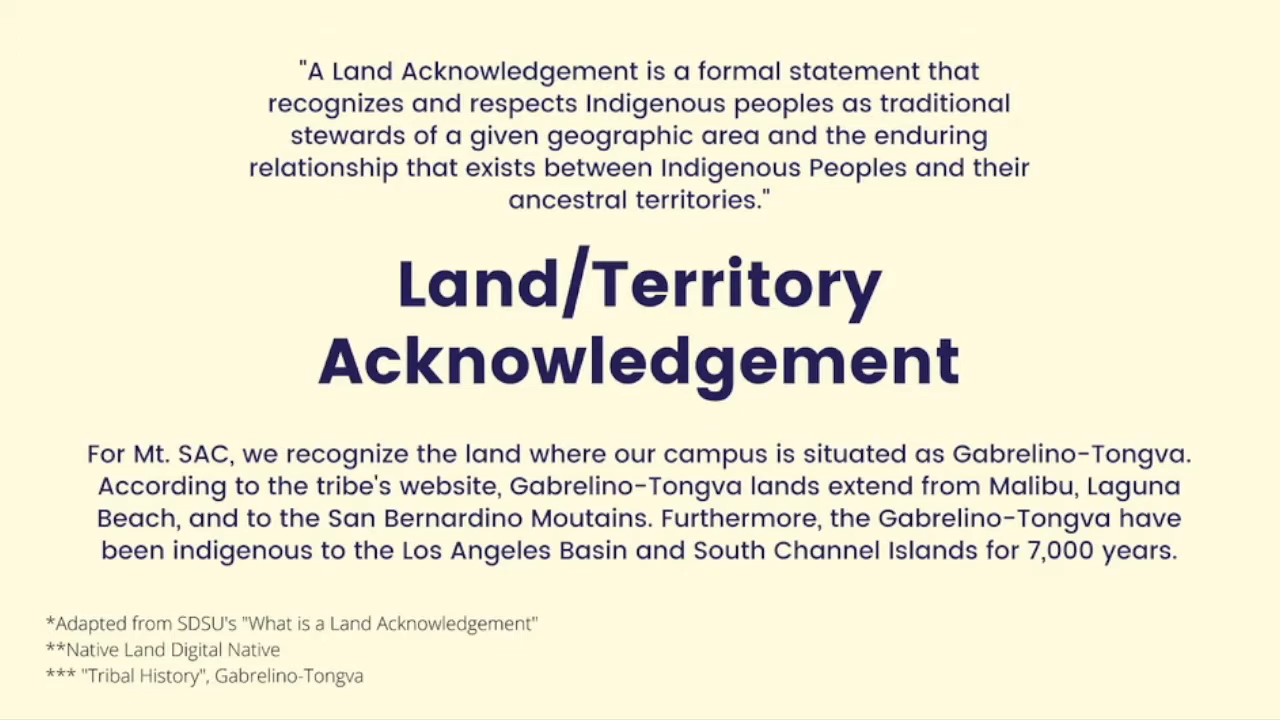 "A Land Acknowledgement is a formal statement that
recognizes and respects Indigenous peoples as traditional
stewards of a given geographic area and the enduring
relationship that exists between Indigenous Peoples and their
ancestral territories."
Land/Territory
Acknowledgement
For Mt. SAC, we recognize the land where our campus is situated as Gabrelino-Tongva.
According to the tribe's website, Gabrelino-Tongva lands extend from Malibu, Laguna
Beach, and to the San Bernardino Moutains. Furthermore, the Gabrelino-Tongva have
been indigenous to the Los Angeles Basin and South Channel Islands for 7,000 years.
*Adapted from SDSU's "What is a Land Acknowledgement"
**Native Land Digital Native
*** "Tribal History", Gabrelino-Tongva